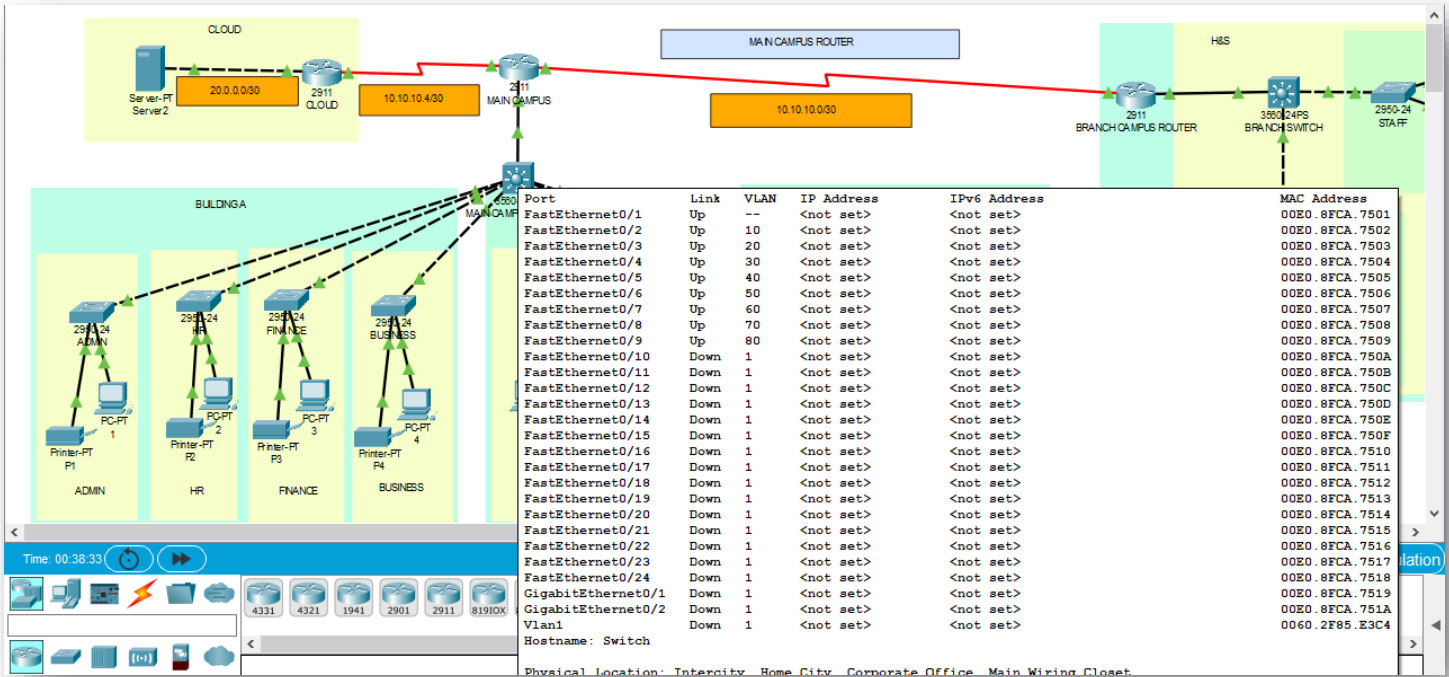 CLOUD
Server-PT
Server2
20.0.0.0/30
2911
CLOUD
10.10.10.4/30
2911
MAIN CAMPUS
MAIN CAMPUS ROUTER
10.10.10.0/30
H&S
2911
BRANCH CAMPUS ROUTER
3560-24PS
BRANCH SWITCH
2950-24
STAFF
BUILDING A
2950-24
ADMIN
2950-24
HR
2950-24
FINANCE
2950-24
BUSINESS
PC-PT
1
PC-PT
2
PC-PT
3
PC-PT
4
Printer-PT
P1
Printer-PT
P2
Printer-PT
P3
Printer-PT
P4
ADMIN
HR
FINANCE
BUSINESS
Port Link VLAN IP Address IPv6 Address MAC Address
FastEthernet0/1 Up -- <not set> <not set> 00E0.8FCA.7501
FastEthernet0/2 Up 10 <not set> <not set> 00E0.8FCA.7502
FastEthernet0/3 Up 20 <not set> <not set> 00E0.8FCA.7503
FastEthernet0/4 Up 30 <not set> <not set> 00E0.8FCA.7504
FastEthernet0/5 Up 40 <not set> <not set> 00E0.8FCA.7505
FastEthernet0/6 Up 50 <not set> <not set> 00E0.8FCA.7506
FastEthernet0/7 Up 60 <not set> <not set> 00E0.8FCA.7507
FastEthernet0/8 Up 70 <not set> <not set> 00E0.8FCA.7508
FastEthernet0/9 Up 80 <not set> <not set> 00E0.8FCA.7509
FastEthernet0/10 Down 1 <not set> <not set> 00E0.8FCA.750A
FastEthernet0/11 Down 1 <not set> <not set> 00E0.8FCA.750B
FastEthernet0/12 Down 1 <not set> <not set> 00E0.8FCA.750C
FastEthernet0/13 Down 1 <not set> <not set> 00E0.8FCA.750D
FastEthernet0/14 Down 1 <not set> <not set> 00E0.8FCA.750E
FastEthernet0/15 Down 1 <not set> <not set> 00E0.8FCA.750F
FastEthernet0/16 Down 1 <not set> <not set> 00E0.8FCA.7510
FastEthernet0/17 Down 1 <not set> <not set> 00E0.8FCA.7511
FastEthernet0/18 Down 1 <not set> <not set> 00E0.8FCA.7512
FastEthernet0/19 Down 1 <not set> <not set> 00E0.8FCA.7513
FastEthernet0/20 Down 1 <not set> <not set> 00E0.8FCA.7514
FastEthernet0/21 Down 1 <not set> <not set> 00E0.8FCA.7515
FastEthernet0/22 Down 1 <not set> <not set> 00E0.8FCA.7516
FastEthernet0/23 Down 1 <not set> <not set> 00E0.8FCA.7517
FastEthernet0/24 Down 1 <not set> <not set> 00E0.8FCA.7518
GigabitEthernet0/1 Down 1 <not set> <not set> 00E0.8FCA.7519
GigabitEthernet0/2 Down 1 <not set> <not set> 00E0.8FCA.751A
Vlan1 Down 1 <not set> <not set> 0060.2F85.E3C4
Hostname: Switch
Physical Location: Intercity, Home City, Corporate Office, Main Wiring Closet
Time: 00:38:33
4331 4321 1941 2901 2911 819IOX